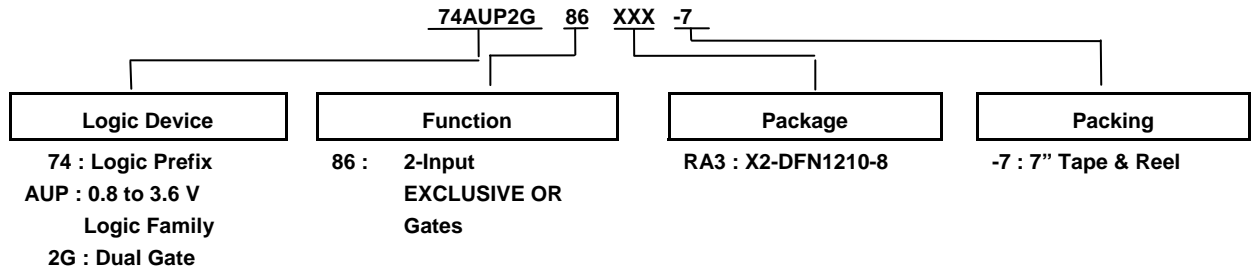 74AUP2G 86 XXX -7
Logic Device
74 : Logic Prefix
AUP : 0.8 to 3.6 V
Logic Family
2G : Dual Gate
Function
86 : 2-Input
EXCLUSIVE OR
Gates
Package
RA3 : X2-DFN1210-8
Packing
-7 : 7” Tape & Reel